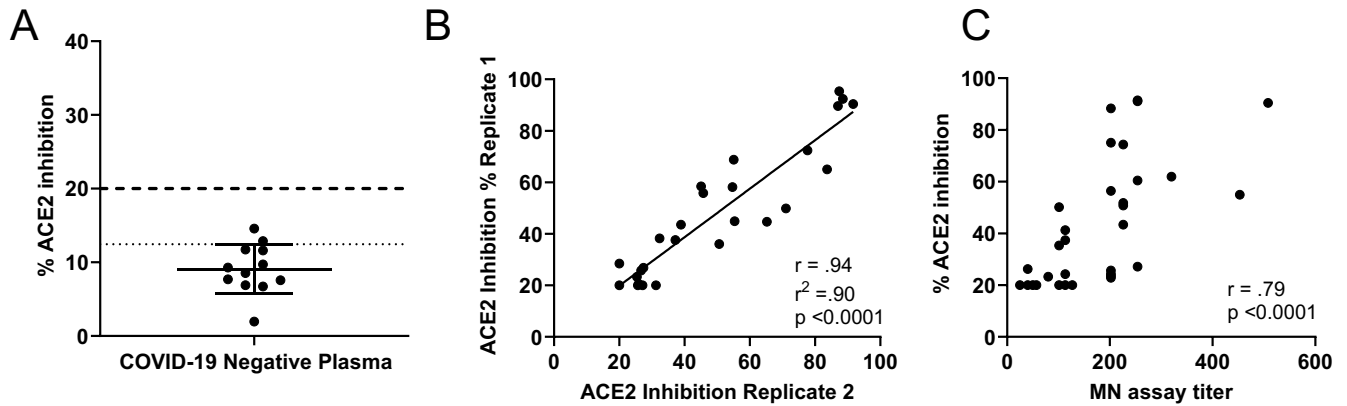 A
% ACE2 inhibition
40
30
20
10
0
COVID-19 Negative Plasma
B
ACE2 Inhibition % Replicate 1
100
80
60
40
20
0
r = .94
r² =.90
p <0.0001
0 20 40 60 80 100
ACE2 Inhibition Replicate 2
C
% ACE2 inhibition
100
80
60
40
20
0
r = .79
p <0.0001
0 200 400 600
MN assay titer